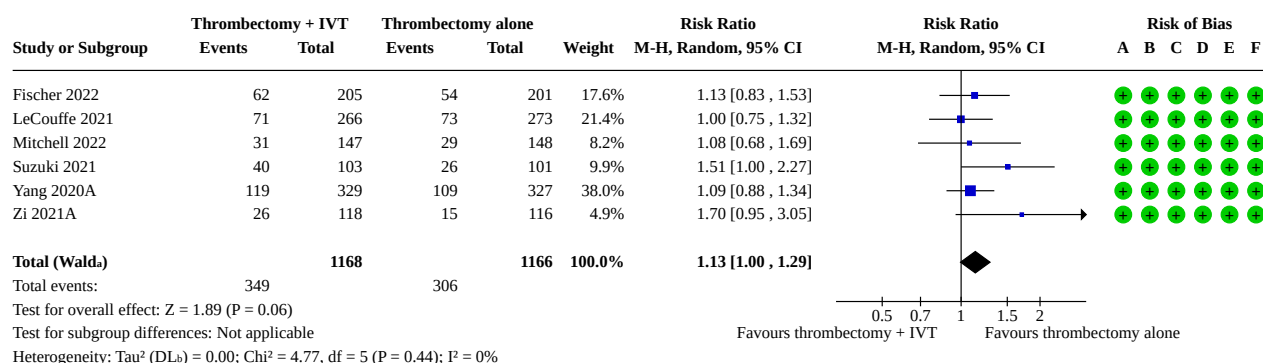 Thrombectomy + IVT Thrombectomy alone Risk Ratio Risk Ratio Risk of Bias
Study or Subgroup Events Total Events Total Weight M-H, Random, 95% CI M-H, Random, 95% CI A B C D E F
Fischer 2022 62 205 54 201 17.6% 1.13 [0.83 , 1.53] + + + + + +
LeCouffe 2021 71 266 73 273 21.4% 1.00 [0.75 , 1.32] + + + + + +
Mitchell 2022 31 147 29 148 8.2% 1.08 [0.68 , 1.69] + + + + + +
Suzuki 2021 40 103 26 101 9.9% 1.51 [1.00 , 2.27] + + + + + +
Yang 2020A 119 329 109 327 38.0% 1.09 [0.88 , 1.34] + + + + + +
Zi 2021A 26 118 15 116 4.9% 1.70 [0.95 , 3.05] + + + + + +
Total (Walda) 1168 1166 100.0% 1.13 [1.00 , 1.29]
Total events: 349 306
Test for overall effect: Z = 1.89 (P = 0.06) 0.5 0.7 1 1.5 2
Test for subgroup differences: Not applicable Favours thrombectomy + IVT Favours thrombectomy alone
Heterogeneity: Tau² (DLb) = 0.00; Chi² = 4.77, df = 5 (P = 0.44); I² = 0%